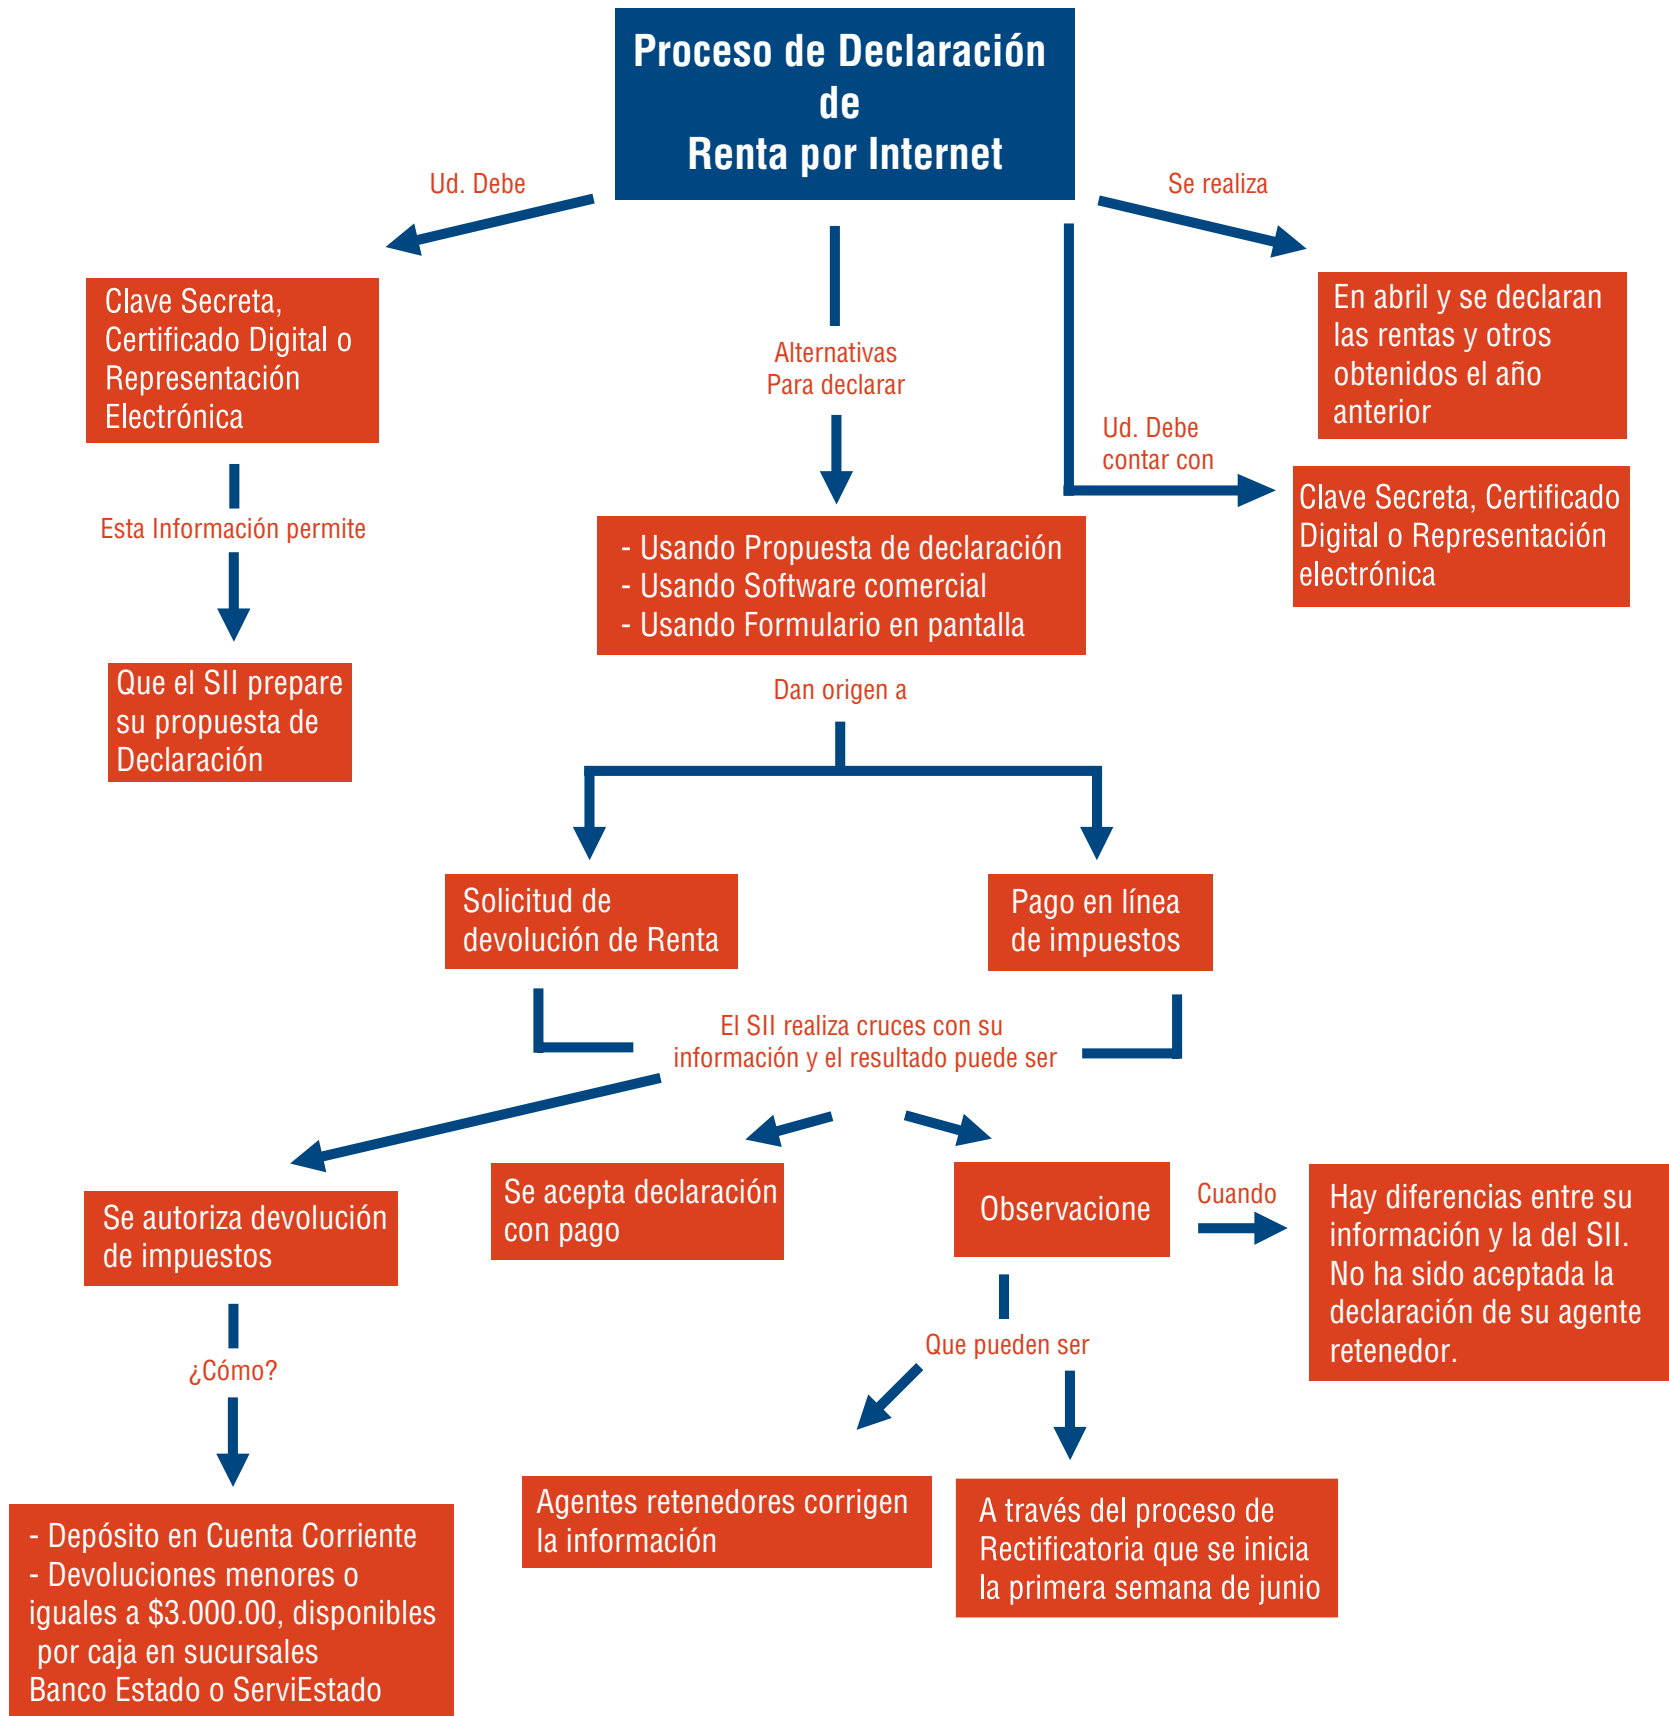 Proceso de Declaración
de
Renta por Internet
Ud. Debe
Se realiza
Clave Secreta,
Certificado Digital o
Representación
Electrónica
Alternativas
Para declarar
En abril y se declaran
las rentas y otros
obtenidos el año
anterior
Ud. Debe
contar con
Clave Secreta, Certificado
Digital o Representación
electrónica
Esta Información permite
- Usando Propuesta de declaración
- Usando Software comercial
- Usando Formulario en pantalla
Que el SII prepare
su propuesta de
Declaración
Dan origen a
Solicitud de
devolución de Renta
Pago en línea
de impuestos
El SII realiza cruces con su
información y el resultado puede ser
Se autoriza devolución
de impuestos
Se acepta declaración
con pago
Observacione
Cuando
Hay diferencias entre su
información y la del SII.
No ha sido aceptada la
declaración de su agente
retenedor.
¿Cómo?
Que pueden ser
- Depósito en Cuenta Corriente
- Devoluciones menores o
iguales a $3.000.00, disponibles
por caja en sucursales
Banco Estado o ServiEstado
Agentes retenedores corrigen
la información
A través del proceso de
Rectificatoria que se inicia
la primera semana de junio